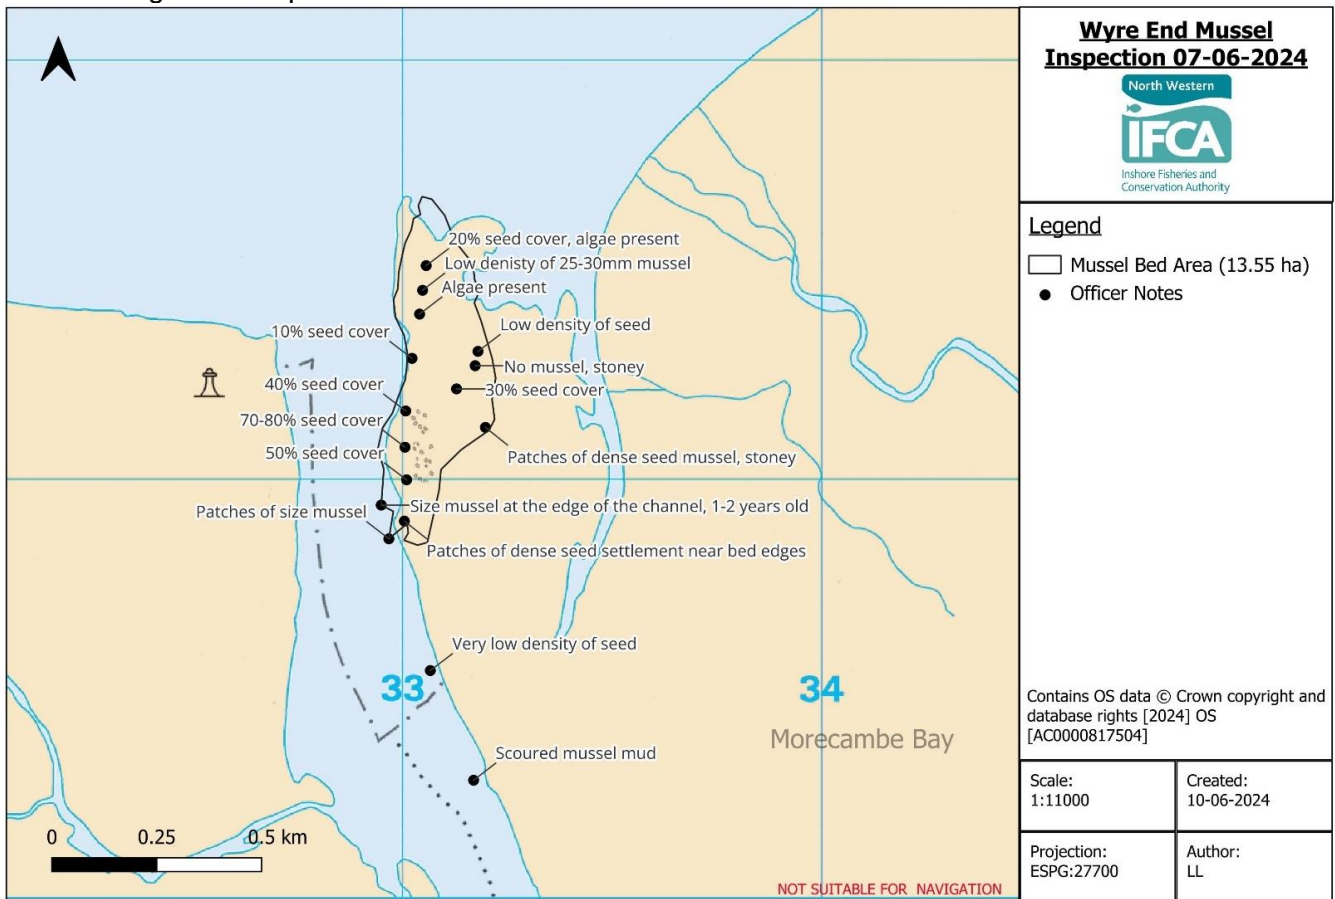 Wyre End Mussel
Inspection 07-06-2024
North Western
IFCA
Inshore Fisheries and
Conservation Authority
Legend
Mussel Bed Area (13.55 ha)
Officer Notes
20% seed cover, algae present
Low denisty of 25-30mm mussel
Algae present
10% seed cover
Low density of seed
No mussel, stoney
40% seed cover
30% seed cover
70-80% seed cover
50% seed cover
Patches of dense seed mussel, stoney
Patches of size mussel
Size mussel at the edge of the channel, 1-2 years old
Patches of dense seed settlement near bed edges
Very low density of seed
33
34
Morecambe Bay
Scoured mussel mud
0 0.25 0.5 km
NOT SUITABLE FOR NAVIGATION
Contains OS data © Crown copyright and
database rights [2024] OS
[AC0000817504]
Scale:
1:11000
Created:
10-06-2024
Projection:
ESPG:27700
Author:
LL